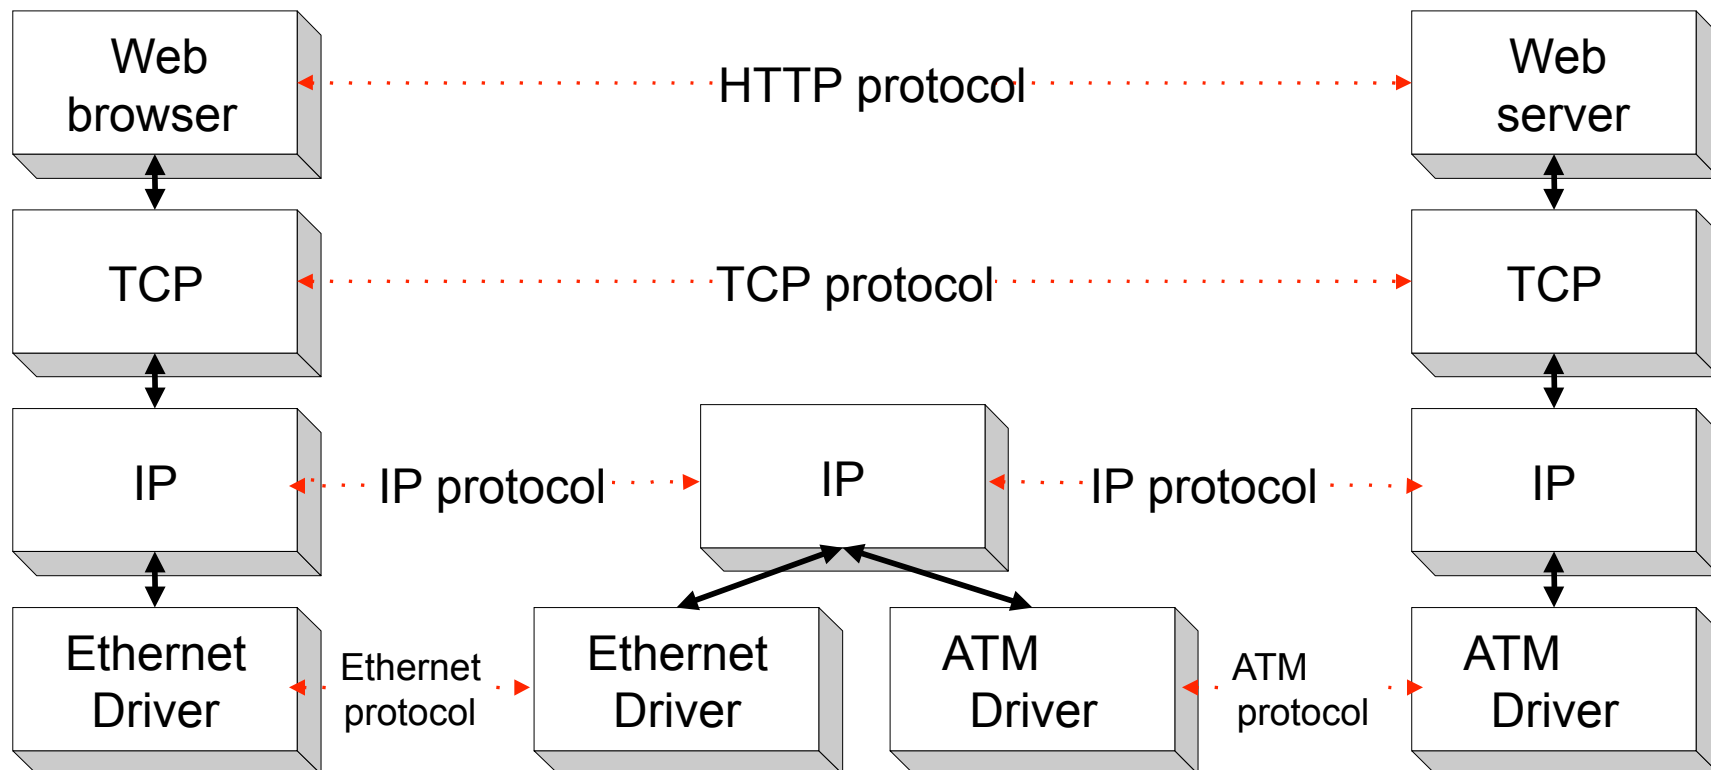 Web
browser
HTTP protocol
Web
server
TCP
TCP protocol
TCP
IP
IP protocol
IP
IP protocol
IP
Ethernet
Driver
Ethernet
protocol
Ethernet
Driver
ATM
Driver
ATM
protocol
ATM
Driver